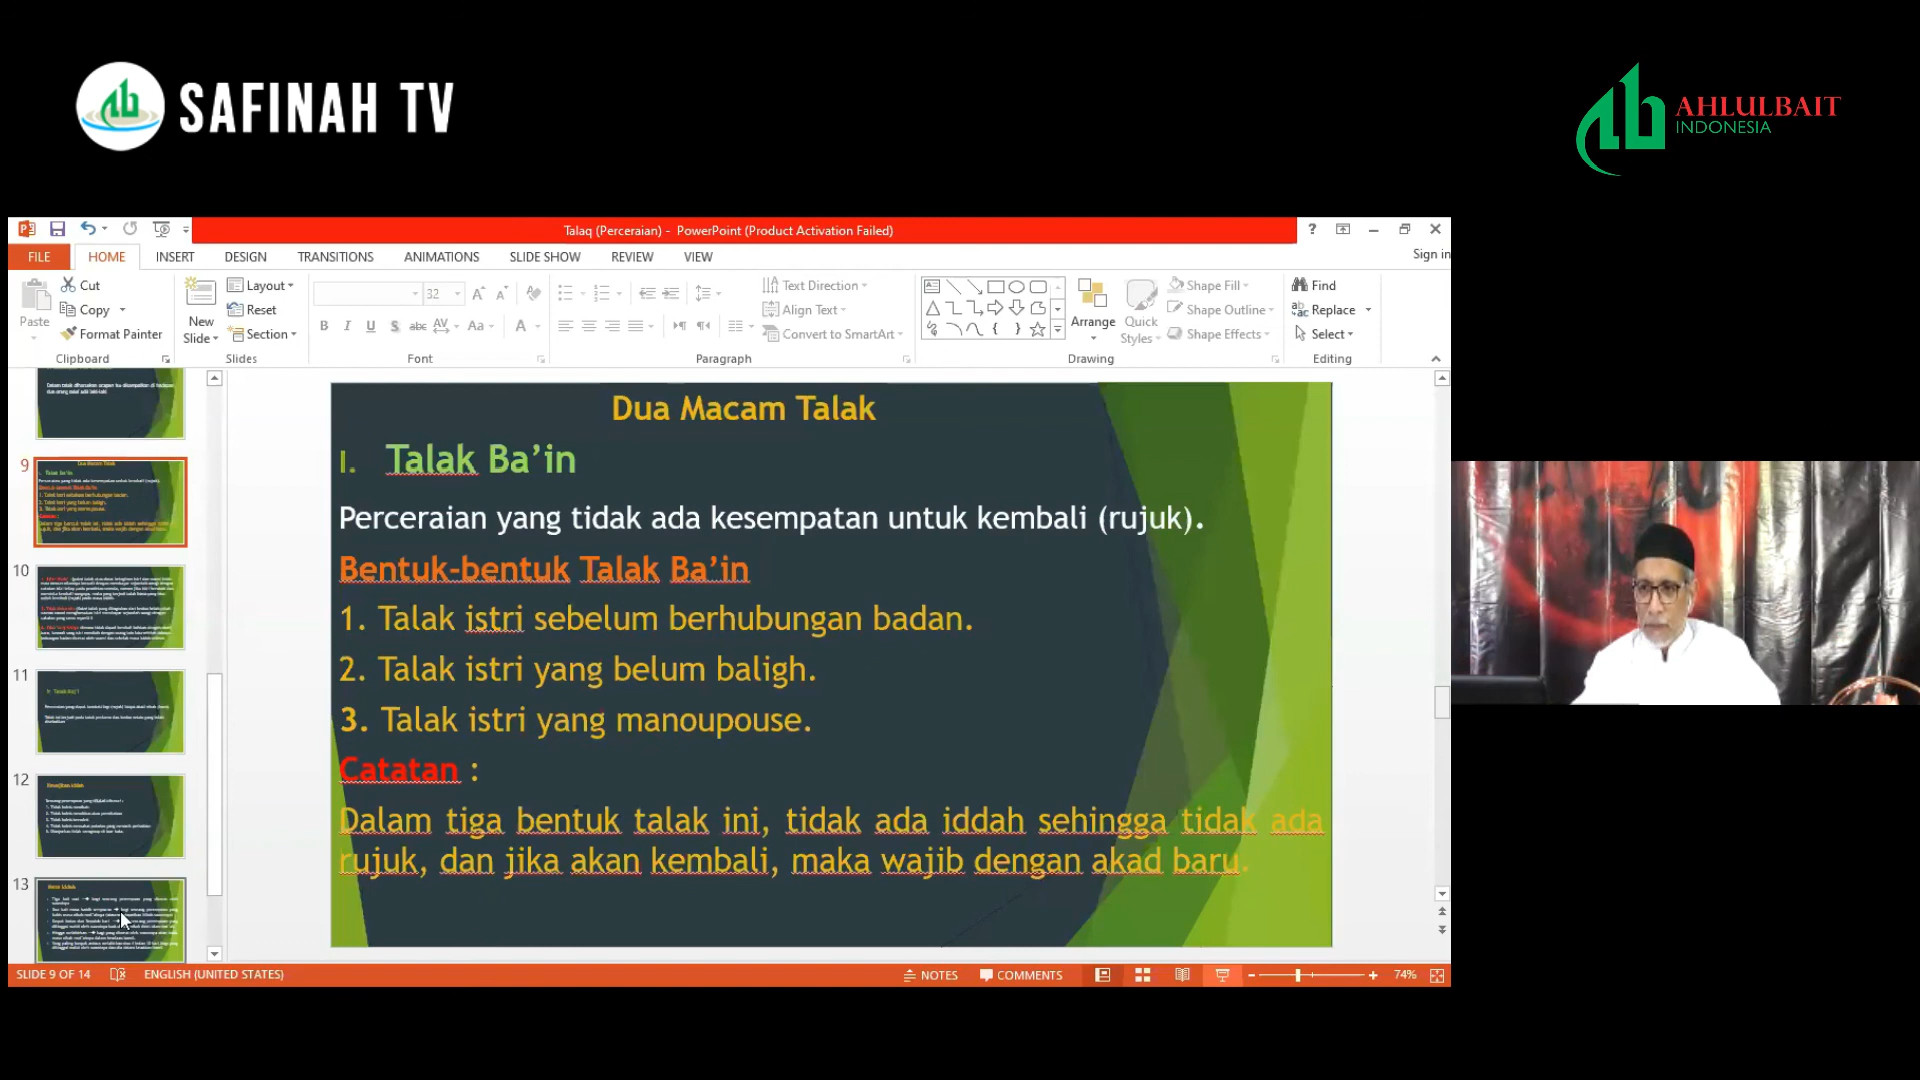 SAFINAH TV
AHLULBAIT
INDONESIA
Talaq (Perceraian) - PowerPoint (Product Activation Failed)
FILE HOME INSERT DESIGN TRANSITIONS ANIMATIONS SLIDE SHOW REVIEW VIEW Sign in
Paste
Cut
Copy
Format Painter
Clipboard
New
Slide
Layout
Reset
Section
Slides
32
Font
Text Direction
Align Text
Convert to SmartArt
Paragraph
Arrange
Quick
Styles
Shape Fill
Shape Outline
Shape Effects
Drawing
Find
Replace
Select
Editing
9
10
11
12
13
Dua Macam Talak
I. Talak Ba’in
Perceraian yang tidak ada kesempatan untuk kembali (rujuk).
Bentuk-bentuk Talak Ba’in
1. Talak istri sebelum berhubungan badan.
2. Talak istri yang belum baligh.
3. Talak istri yang manoupouse.
Catatan :
Dalam tiga bentuk talak ini, tidak ada iddah sehingga tidak ada
rujuk, dan jika akan kembali, maka wajib dengan akad baru.
SLIDE 9 OF 14 ENGLISH (UNITED STATES) NOTES COMMENTS 74%